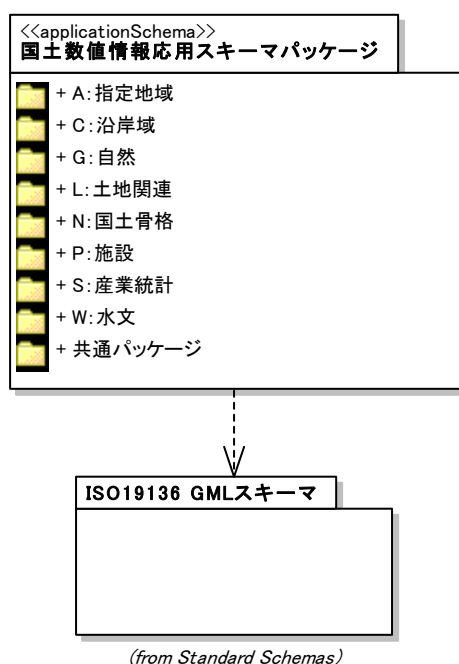 <<applicationSchema>>
国土数値情報応用スキーマパッケージ
+ A:指定地域
+ C:沿岸域
+ G:自然
+ L:土地関連
+ N:国土骨格
+ P:施設
+ S:産業統計
+ W:水文
+ 共通パッケージ
ISO19136 GMLスキーマ
(from Standard Schemas)